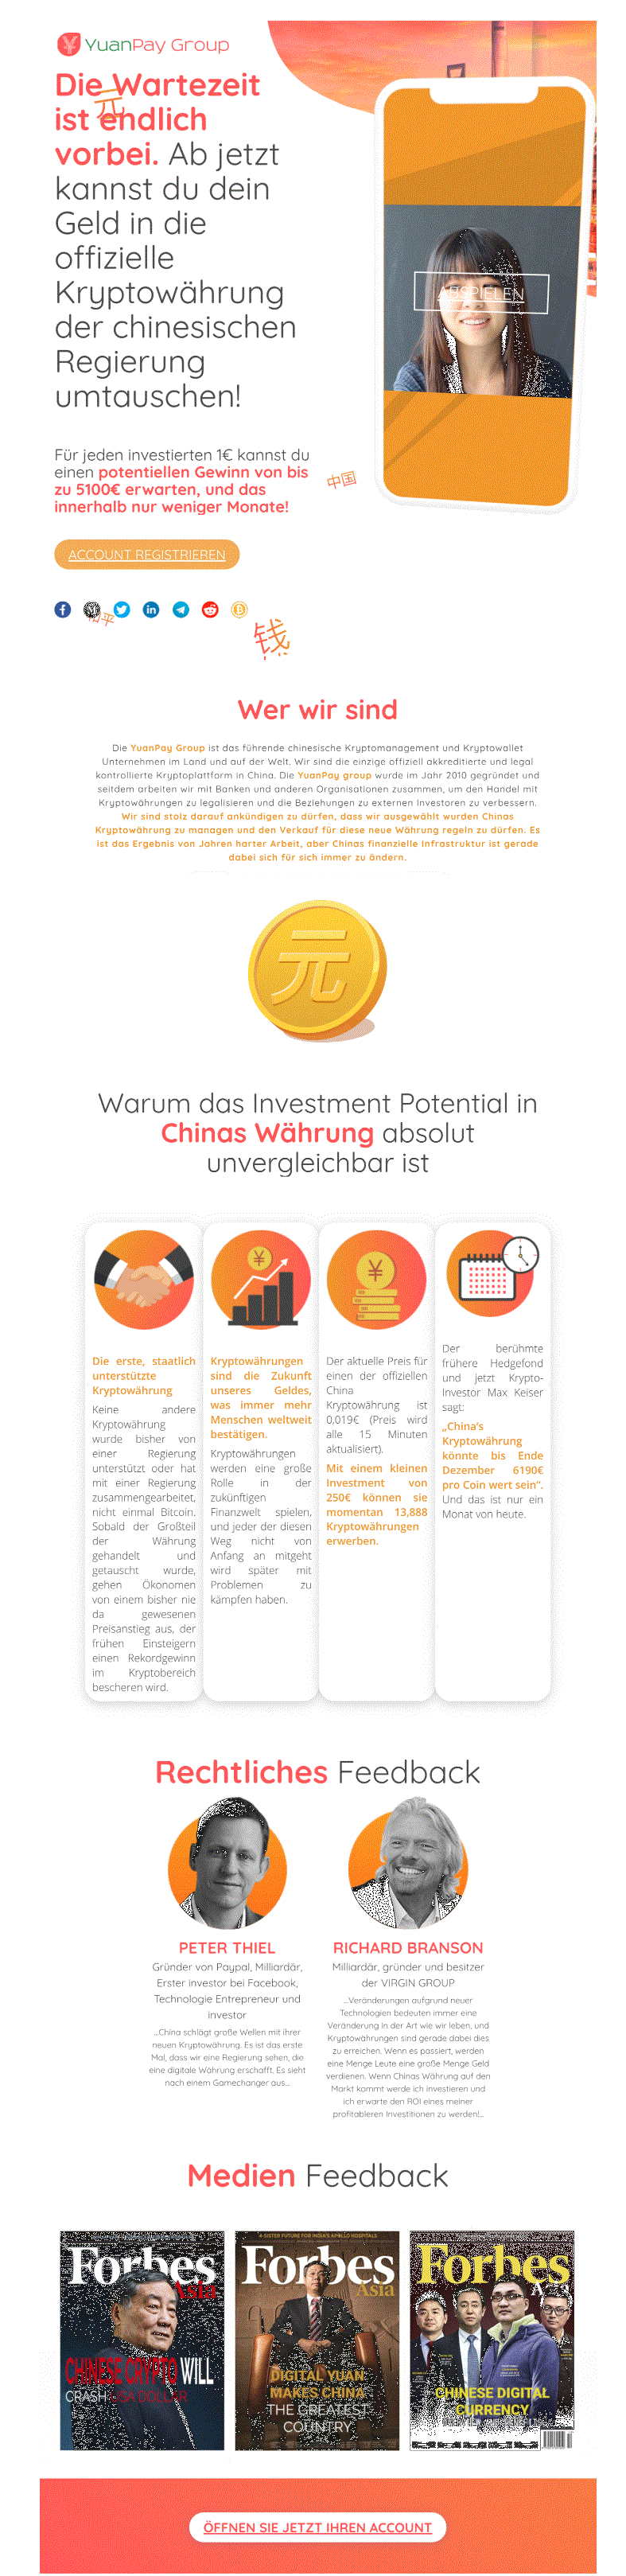 YuanPay Group
Die Wartezeit
ist endlich
vorbei. Ab jetzt
kannst du dein
Geld in die
offizielle
Kryptowährung
der chinesischen
Regierung
umtauschen!
元
ABSPIELEN
Für jeden investierten 1€ kannst du
einen potentiellen Gewinn von bis
zu 5100€ erwarten, und das
innerhalb nur weniger Monate!
中国
ACCOUNT REGISTRIEREN
和平
钱
Wer wir sind
Die YuanPay Group ist das führende chinesische Kryptomanagement und Kryptowallet
Unternehmen im Land und auf der Welt. Wir sind die einzige offiziell akkreditierte und legal
kontrollierte Kryptoplattform in China. Die YuanPay group wurde im Jahr 2010 gegründet und
seitdem arbeiten wir mit Banken und anderen Organisationen zusammen, um den Handel mit
Kryptowährungen zu legalisieren und die Beziehungen zu externen Investoren zu verbessern.
Wir sind stolz darauf ankündigen zu dürfen, dass wir ausgewählt wurden Chinas
Kryptowährung zu managen und den Verkauf für diese neue Währung regeln zu dürfen. Es
ist das Ergebnis von Jahren harter Arbeit, aber Chinas finanzielle Infrastruktur ist gerade
dabei sich für sich immer zu ändern.
元
Warum das Investment Potential in
Chinas Währung absolut
unvergleichbar ist
Die erste, staatlich
unterstützte
Kryptowährung
Keine andere
Kryptowährung
wurde bisher von
einer Regierung
unterstützt oder hat
mit einer Regierung
zusammengearbeitet,
nicht einmal Bitcoin.
Sobald der Großteil
der Währung
gehandelt und
getauscht wurde,
gehen Ökonomen
von einem bisher nie
da gewesenen
Preisanstieg aus, der
frühen Einsteigern
einen Rekordgewinn
im Kryptobereich
bescheren wird.
¥
Kryptowährungen
sind die Zukunft
unseres Geldes,
was immer mehr
Menschen weltweit
bestätigen.
Kryptowährungen
werden eine große
Rolle in der
zukünftigen
Finanzwelt spielen,
und jeder der diesen
Weg nicht von
Anfang an mitgeht
wird später mit
Problemen zu
kämpfen haben.
¥
Der aktuelle Preis für
einen der offiziellen
China
Kryptowährung ist
0,019€ (Preis wird
alle 15 Minuten
aktualisiert).
Mit einem kleinen
Investment von
250€ können sie
momentan 13,888
Kryptowährungen
erwerben.
Der berühmte
frühere Hedgefond
und jetzt Krypto-
Investor Max Keiser
sagt:
„China's
Kryptowährung
könnte bis Ende
Dezember 6190€
pro Coin wert sein".
Und das ist nur ein
Monat von heute.
Rechtliches Feedback
PETER THIEL
Gründer von Paypal, Milliardär,
Erster investor bei Facebook,
Technologie Entrepreneur und
investor
...China schlägt große Wellen mit ihrer
neuen Kryptowährung. Es ist das erste
Mal, dass wir eine Regierung sehen, die
eine digitale Währung erschafft. Es sieht
nach einem Gamechanger aus...
RICHARD BRANSON
Milliardär, gründer und besitzer
der VIRGIN GROUP
...Veränderungen aufgrund neuer
Technologien bedeuten immer eine
Veränderung in der Art wie wir leben, und
Kryptowährungen sind gerade dabei dies
zu erreichen. Wenn es passiert, werden
eine Menge Leute eine große Menge Geld
verdienen. Wenn Chinas Währung auf den
Markt kommt werde ich investieren und
ich erwarte den ROI eines meiner
profitableren Investitionen zu werden!...
Medien Feedback
Forbes
Asia
CHINESE CRYPTO WILL
CRASH USA DOLLAR
A-SISTER FUTURE FOR INDIA'S APOLLO HOSPITALS
Forbes
Asia
DIGITAL YUAN
MAKES CHINA
THE GREATEST
COUNTRY
Forbes
Asia
CHINESE DIGITAL
CURRENCY
ÖFFNEN SIE JETZT IHREN ACCOUNT